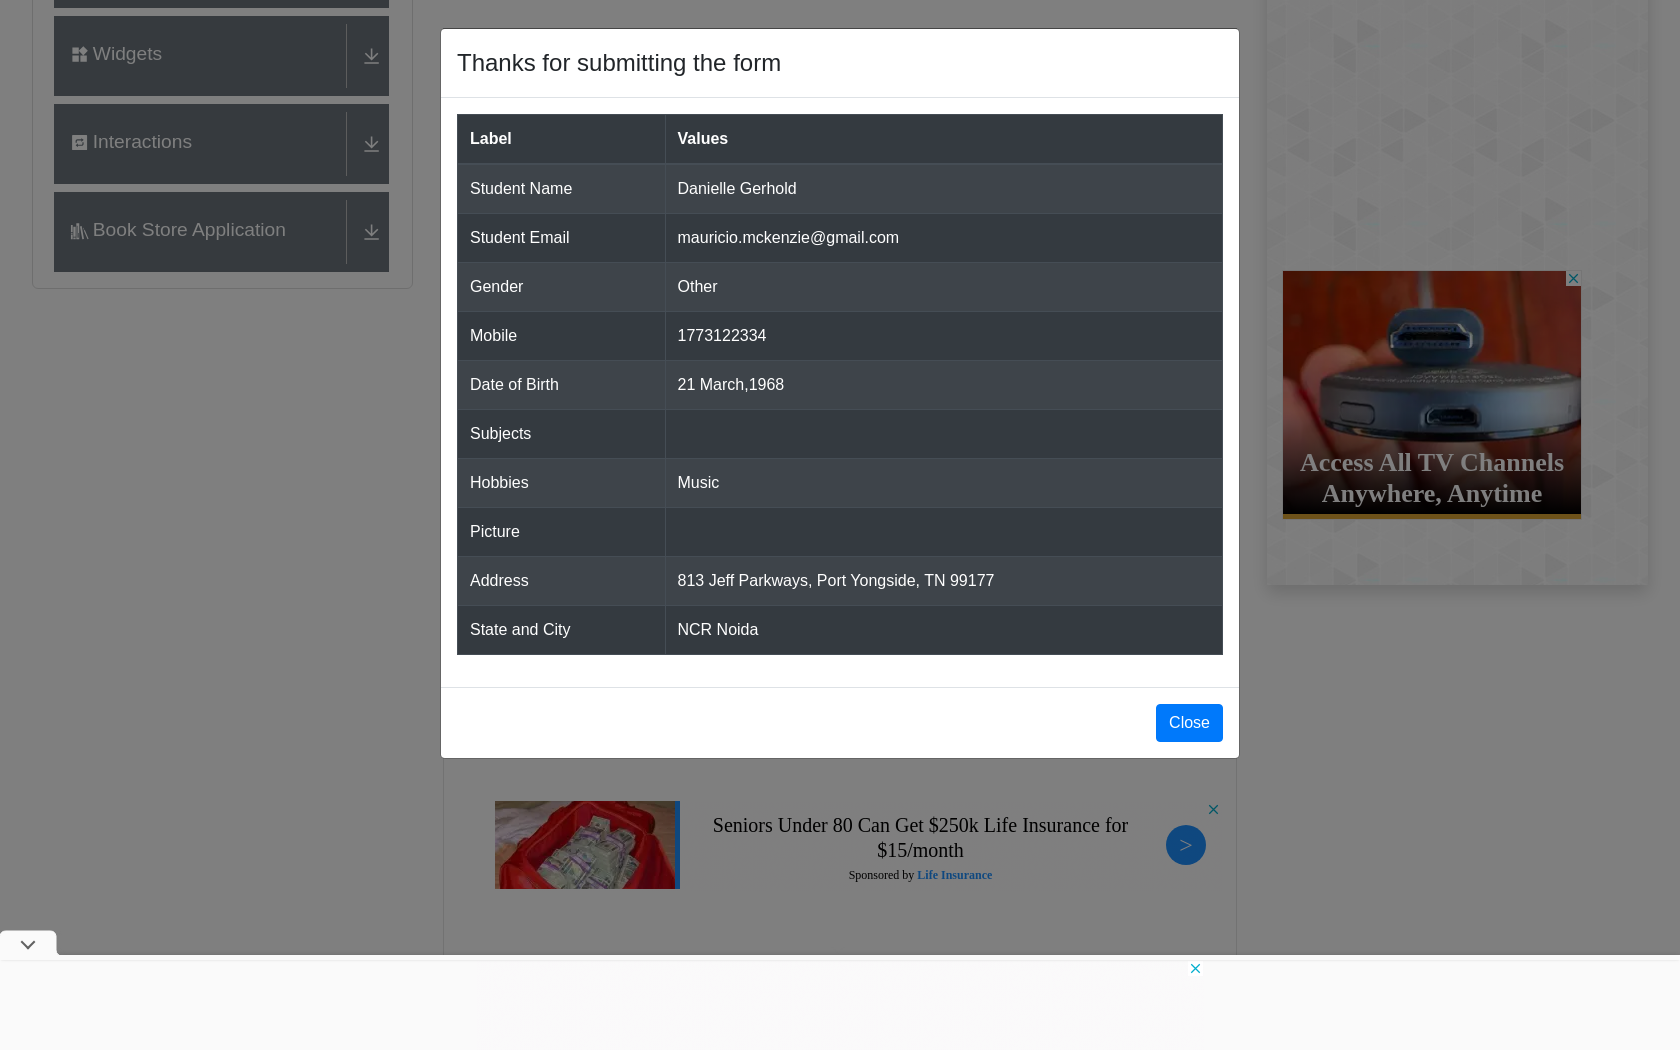 Widgets
Interactions
Book Store Application
Thanks for submitting the form
Label Values
Student Name Danielle Gerhold
Student Email mauricio.mckenzie@gmail.com
Gender Other
Mobile 1773122334
Date of Birth 21 March,1968
Subjects
Hobbies Music
Picture
Address 813 Jeff Parkways, Port Yongside, TN 99177
State and City NCR Noida
Close
Access All TV Channels
Anywhere, Anytime
Seniors Under 80 Can Get $250k Life Insurance for
$15/month
Sponsored by Life Insurance